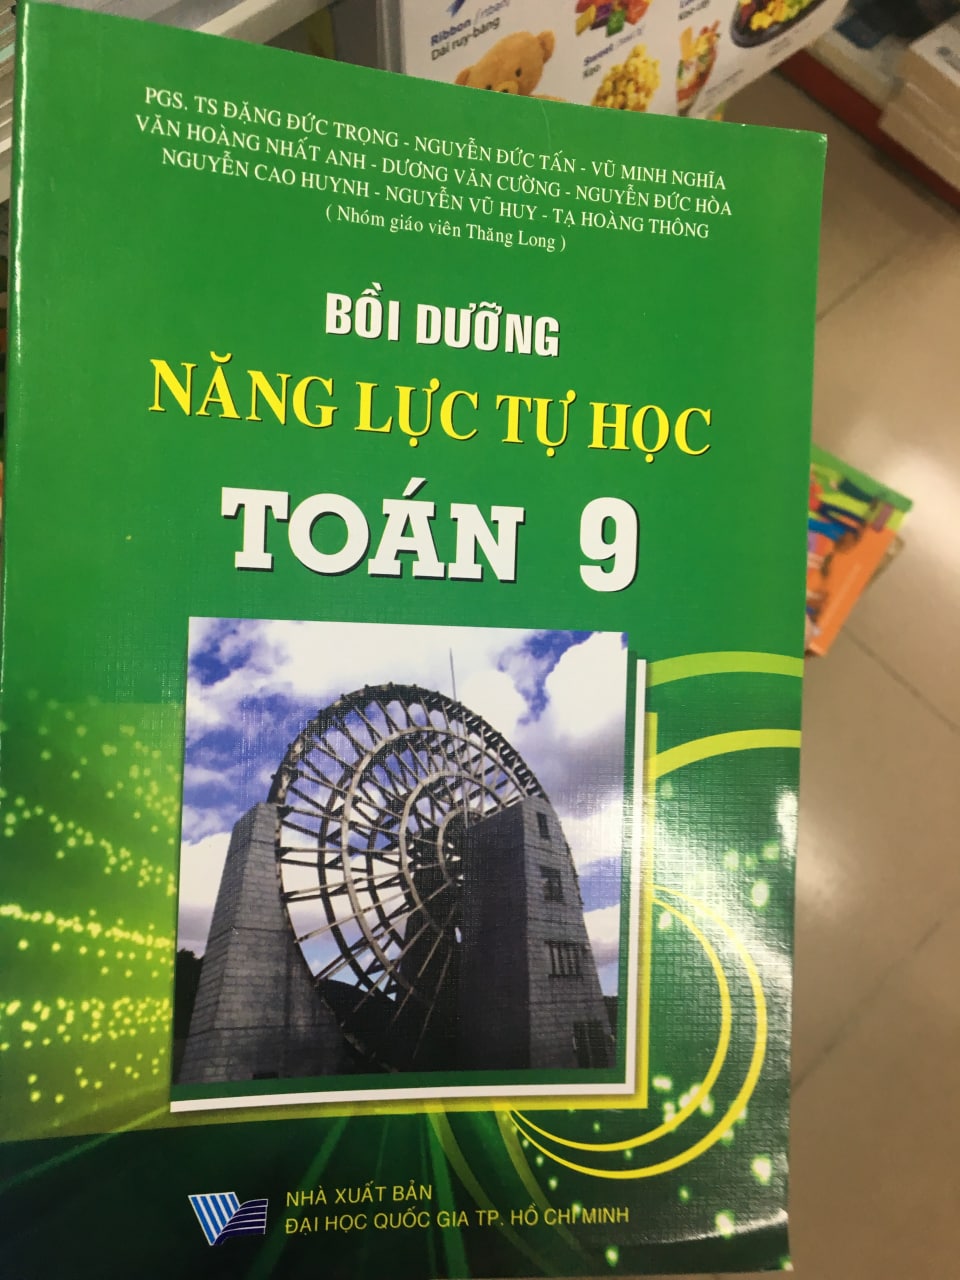 Ribbon
Dải ruy-băng
Sweet
Kẹo
PGS. TS ĐẶNG ĐỨC TRỌNG - NGUYỄN ĐỨC TẤN - VŨ MINH NGHĨA
VĂN HOÀNG NHẤT ANH - DƯƠNG VĂN CƯỜNG - NGUYỄN ĐỨC HÒA
NGUYỄN CAO HUYNH - NGUYỄN VŨ HUY - TẠ HOÀNG THÔNG
( Nhóm giáo viên Thăng Long )
BỒI DƯỠNG
NĂNG LỰC TỰ HỌC
TOÁN 9
NHÀ XUẤT BẢN
ĐẠI HỌC QUỐC GIA TP. HỒ CHÍ MINH